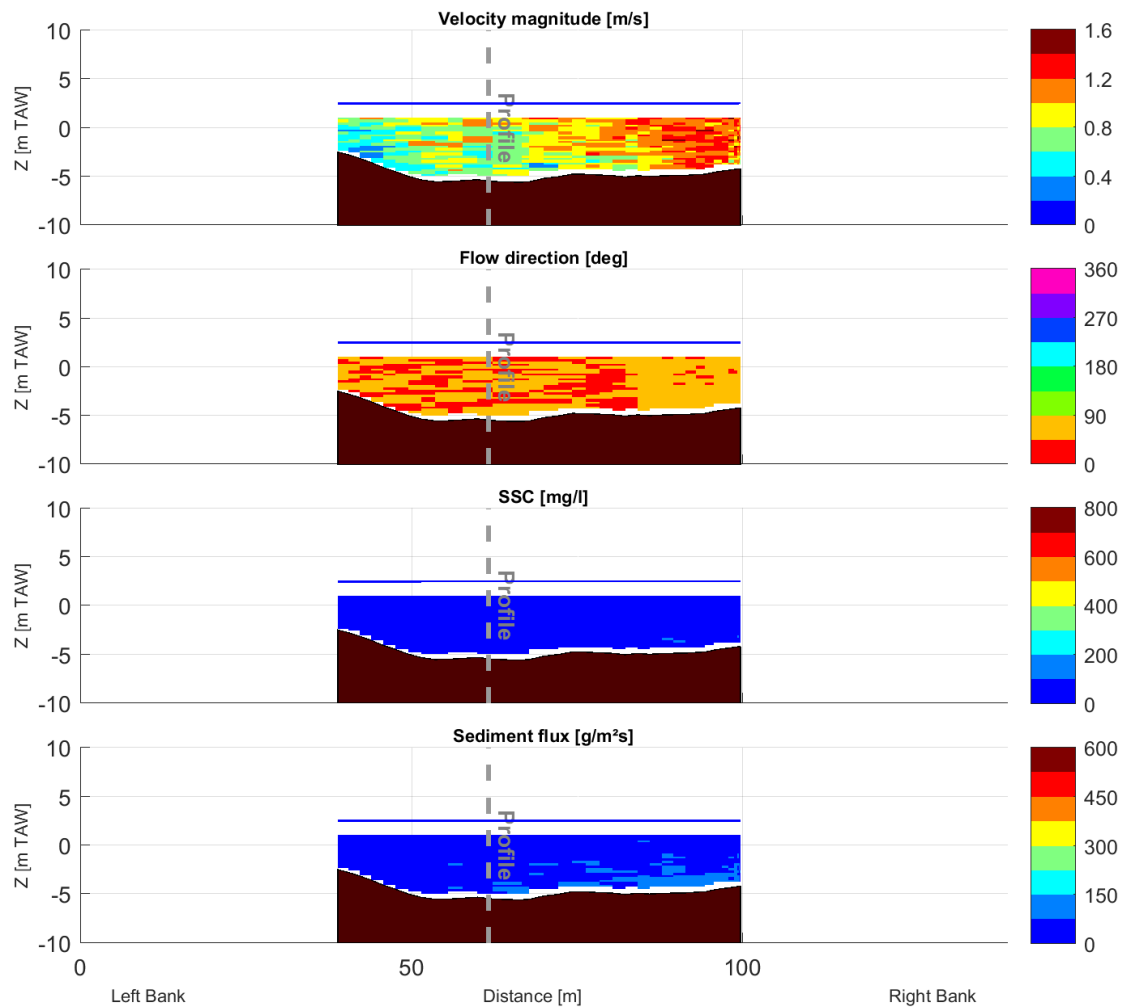 Velocity magnitude [m/s]
10
5
0
-5
-10
Z [m TAW]
Profile
1.6
1.2
0.8
0.4
0
Flow direction [deg]
10
5
0
-5
-10
Z [m TAW]
Profile
360
270
180
90
0
SSC [mg/l]
10
5
0
-5
-10
Z [m TAW]
Profile
800
600
400
200
0
Sediment flux [g/m²s]
10
5
0
-5
-10
Z [m TAW]
Profile
600
450
300
150
0
0 50 100
Left Bank Distance [m] Right Bank